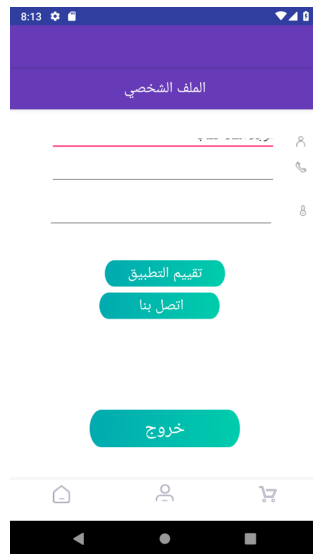 8:13
الملف الشخصي
تقييم التطبيق
اتصل بنا
خروج